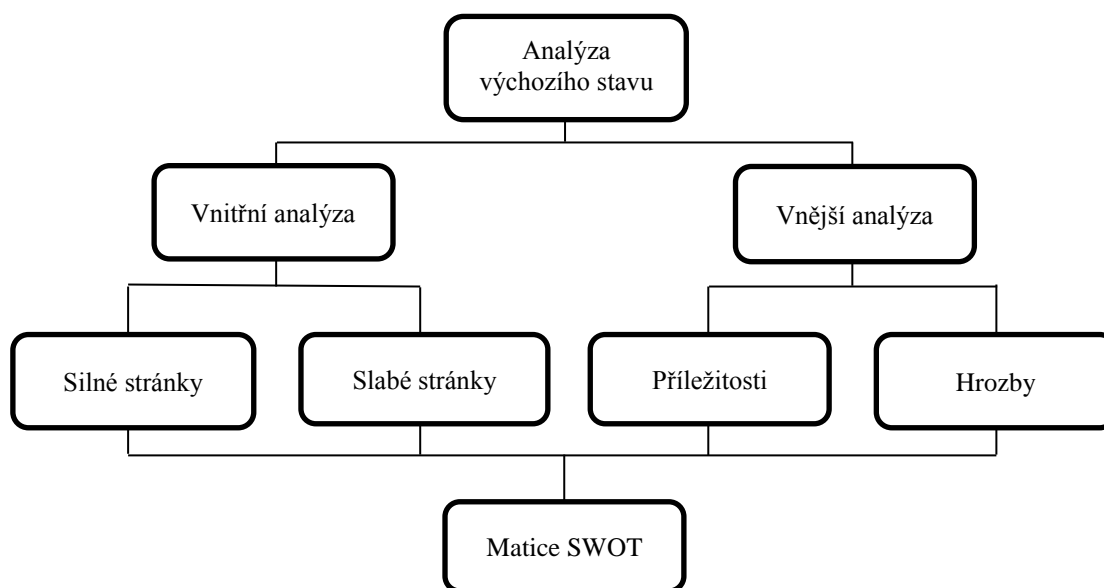 Analýza
výchozího stavu
Vnitřní analýza
Vnější analýza
Silné stránky
Slabé stránky
Příležitosti
Hrozby
Matice SWOT